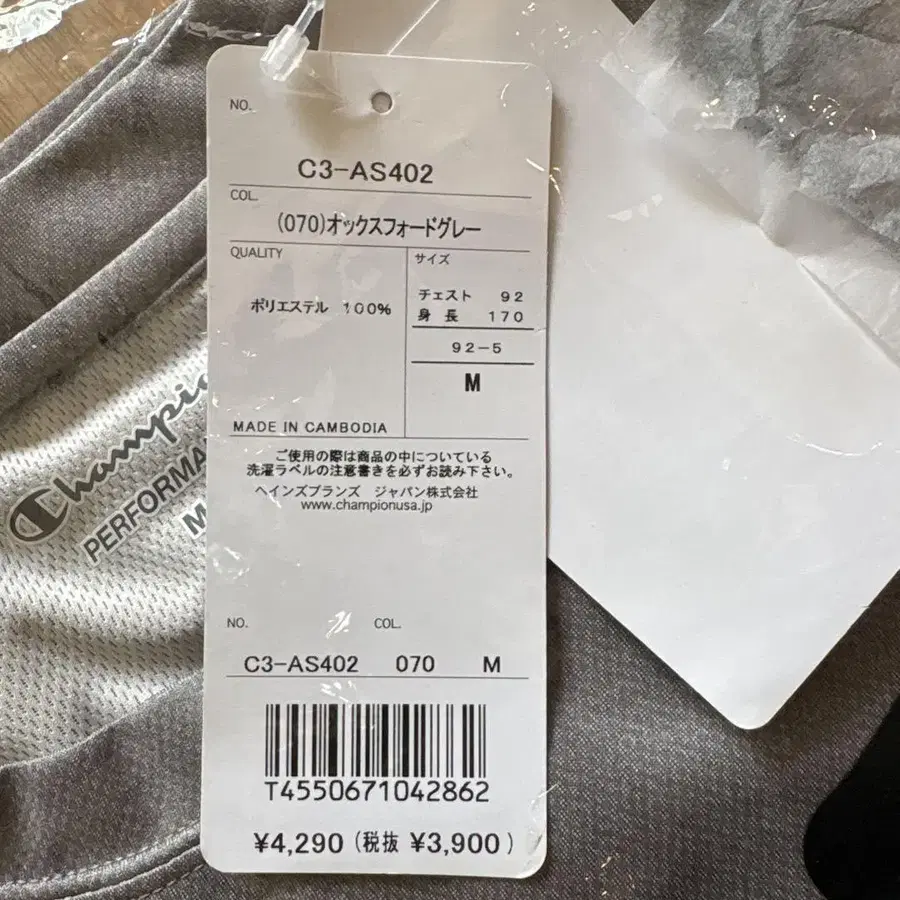 NO.
C3-AS402
COL.
(070)オックスフォードグレー
QUALITY
ポリエステル 100%
MADE IN CAMBODIA
サイズ
チェスト 92
身長 170
92-5
M
ご使用の際は商品の中についている
洗濯ラベルの注意書きを必ずお読み下さい。
ヘインズブランズ ジャパン株式会社
www.championusa.jp
NO. COL.
C3-AS402 070 M
T4550671042862
¥4,290 (税抜 ¥3,900)
Champio
PERFORMA
M